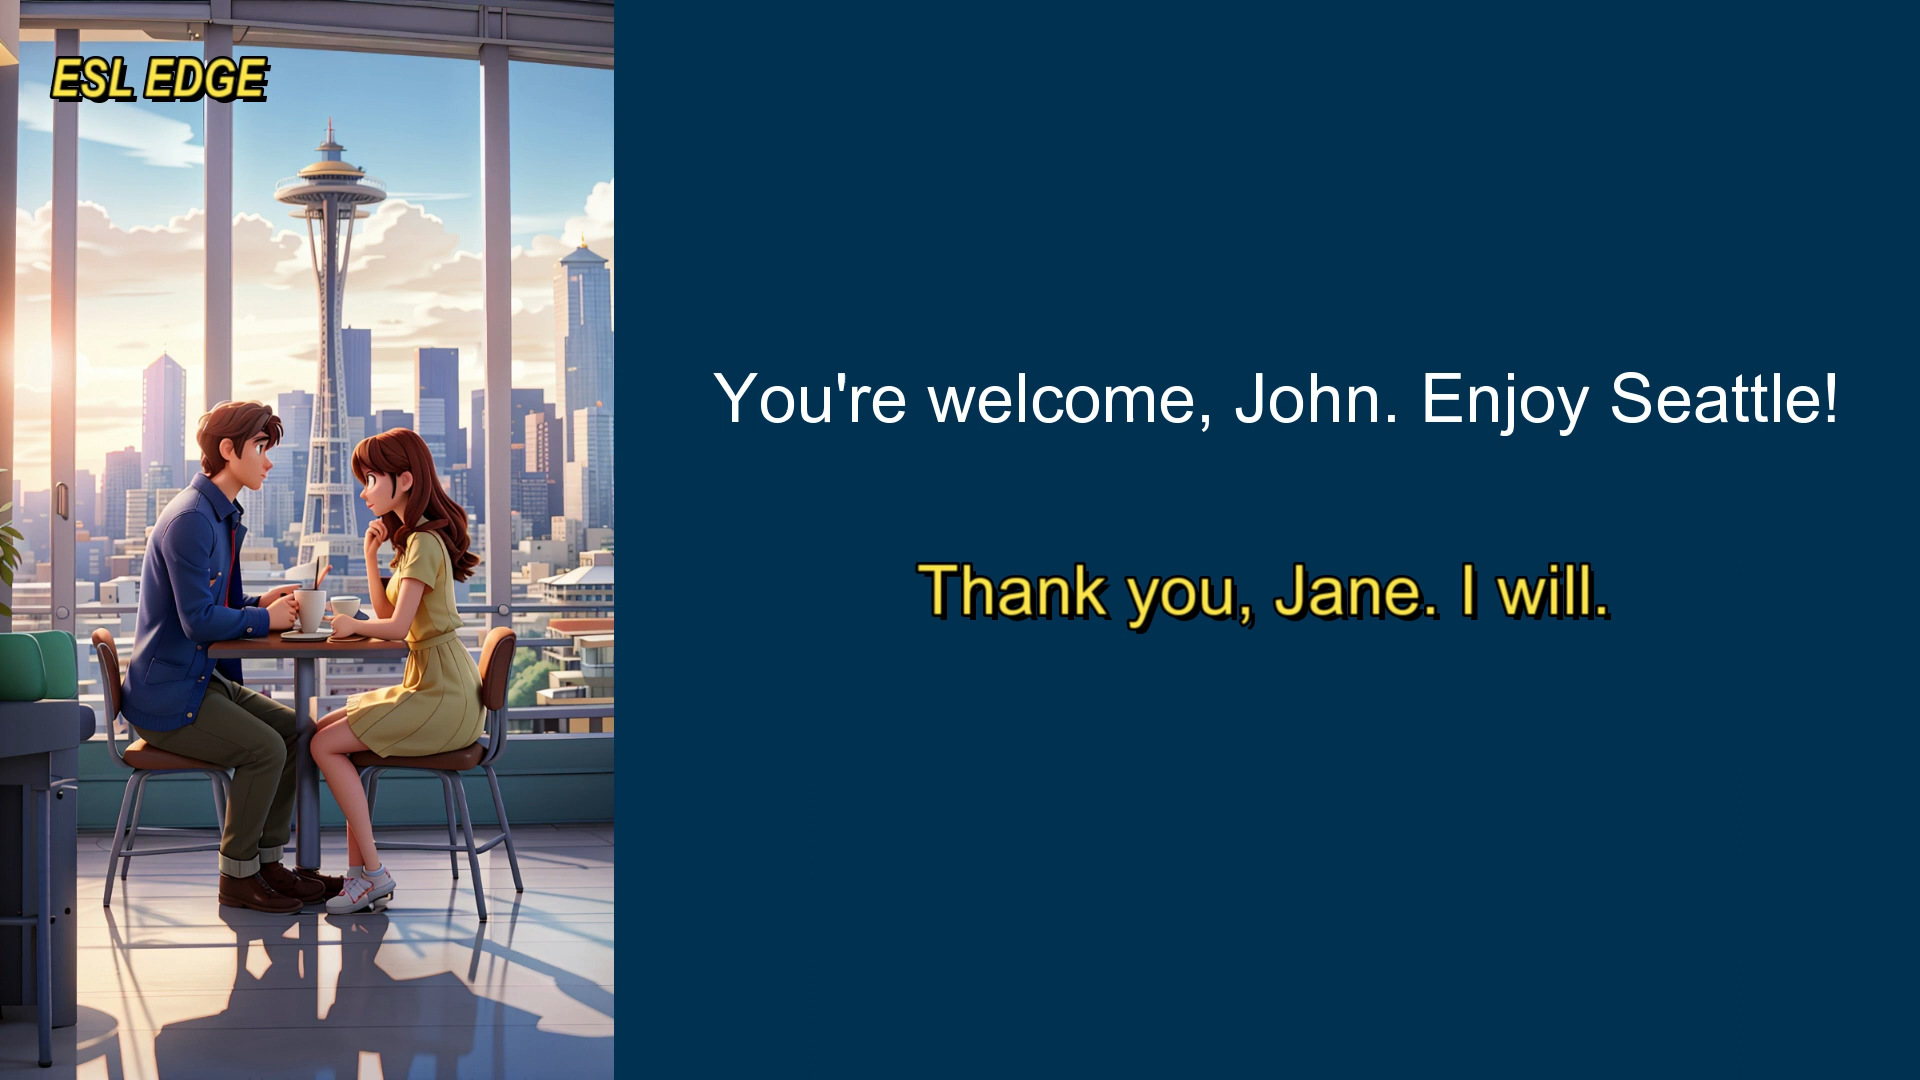 ESL EDGE
You're welcome, John. Enjoy Seattle!
Thank you, Jane. I will.